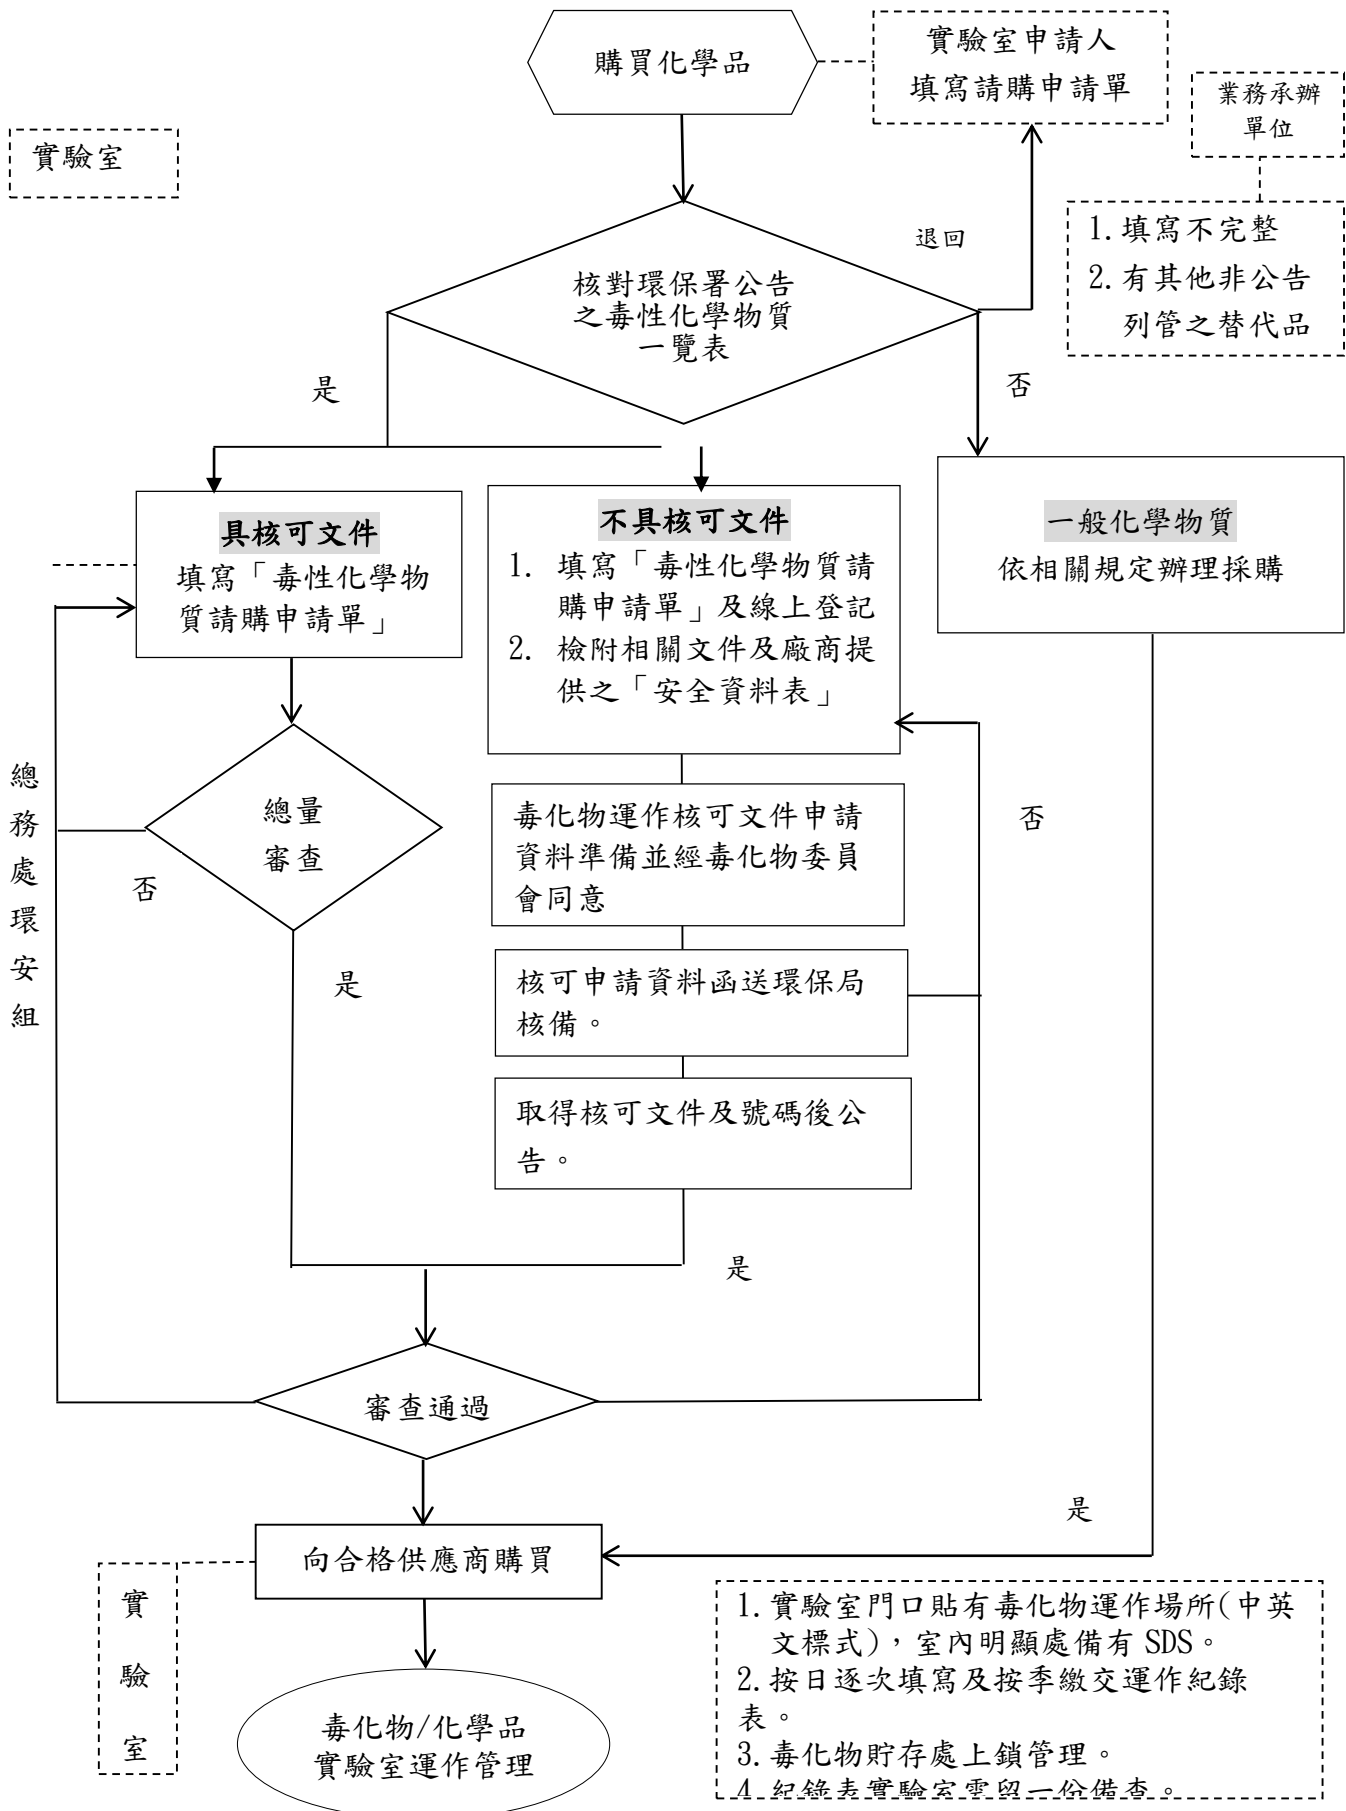 購買化學品
實驗室申請人
填寫請購申請單
業務承辦
單位
實驗室
退回
1.填寫不完整
2.有其他非公告
列管之替代品
核對環保署公告
之毒性化學物質
一覽表
是
否
具核可文件
填寫「毒性化學物
質請購申請單」
不具核可文件
1. 填寫「毒性化學物質請
購申請單」及線上登記
2. 檢附相關文件及廠商提
供之「安全資料表」
一般化學物質
依相關規定辦理採購
總
務
處
環
安
組
總量
審查
否
是
毒化物運作核可文件申請
資料準備並經毒化物委員
會同意
否
核可申請資料函送環保局
核備。
取得核可文件及號碼後公
告。
是
審查通過
是
向合格供應商購買
實
驗
室
毒化物/化學品
實驗室運作管理
1.實驗室門口貼有毒化物運作場所(中英
文標式)，室內明顯處備有 SDS。
2.按日逐次填寫及按季繳交運作紀錄
表。
3.毒化物貯存處上鎖管理。
4.紀錄表實驗室需留一份備查。